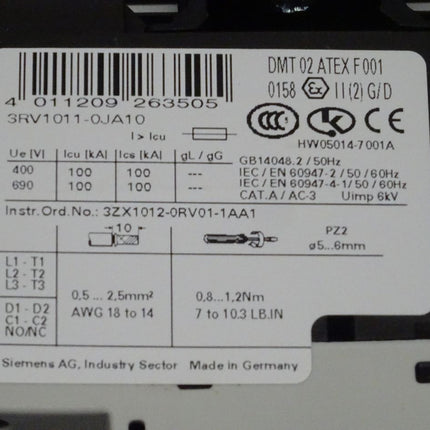 4 011209 263505
3RV1011-0JA10
I > Icu
DMT 02 ATEX F 001
0158 Ex II (2) G/D
CCC K CE
HW05014-7001A
Ue [V] Icu [kA] Ics [kA] gL / gG
400 100 100 ---
690 100 100 ---
GB14048.2 / 50Hz
IEC / EN 60947-2 / 50 / 60Hz
IEC / EN 60947-4-1/ 50 / 60Hz
CAT.A / AC-3 Uimp 6kV
Instr.Ord.No.: 3ZX1012-0RV01-1AA1
10
PZ2
ø5...6mm
L1 - T1
L2 - T2
L3 - T3
D1 - D2
C1 - C2
NO/NC
0,5 ... 2,5mm²
AWG 18 to 14
0,8...1,2Nm
7 to 10.3 LB.IN
Siemens AG, Industry Sector Made in Germany